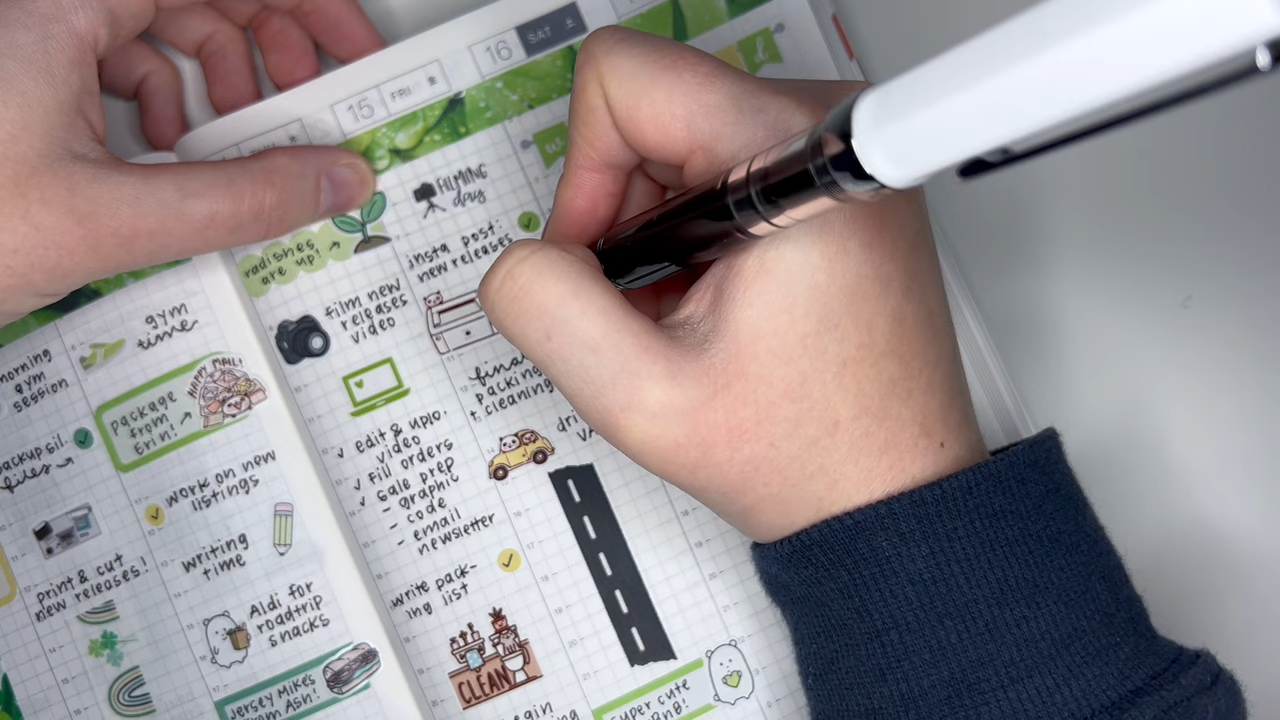 15 FRI
16 SAT
morning
gym
session
backup sil.
files
print & cut
new releases!
gym
time
HAPPY MAIL!
Package
from
Erin!
work on new
listings
writing
time
Aldi for
roadtrip
snacks
Jersey Mike's
from Ash!
radishes
are up!
film new
releases
video
✓ edit & uplo.
video
✓ fill orders
✓ sale prep
- graphic
- code
- email
newsletter
write pack-
ing list
CLEAN
FILMING
day
insta post:
new releases
final
packing
+ cleaning
super cute